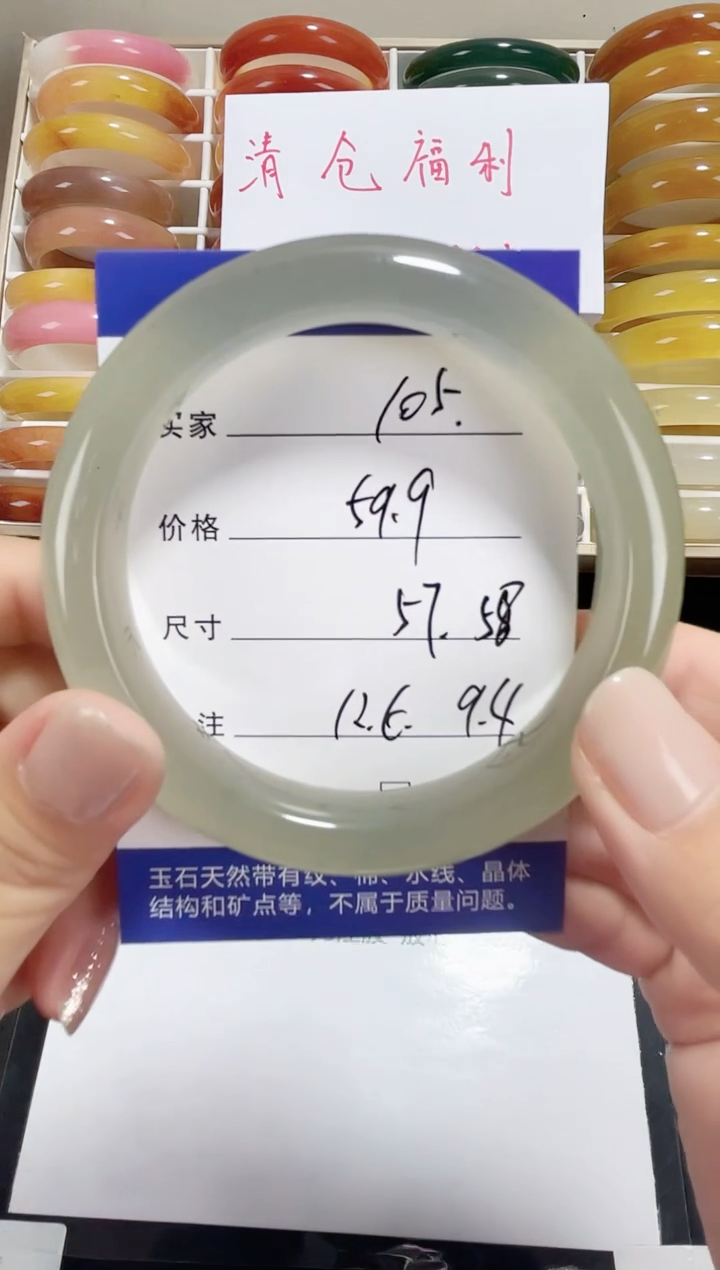 清仓福利
买家 105.
价格 59.9
尺寸 57. 58
注 12.6. 9.4
玉石天然带有纹、棉、水线、晶体
结构和矿点等，不属于质量问题。